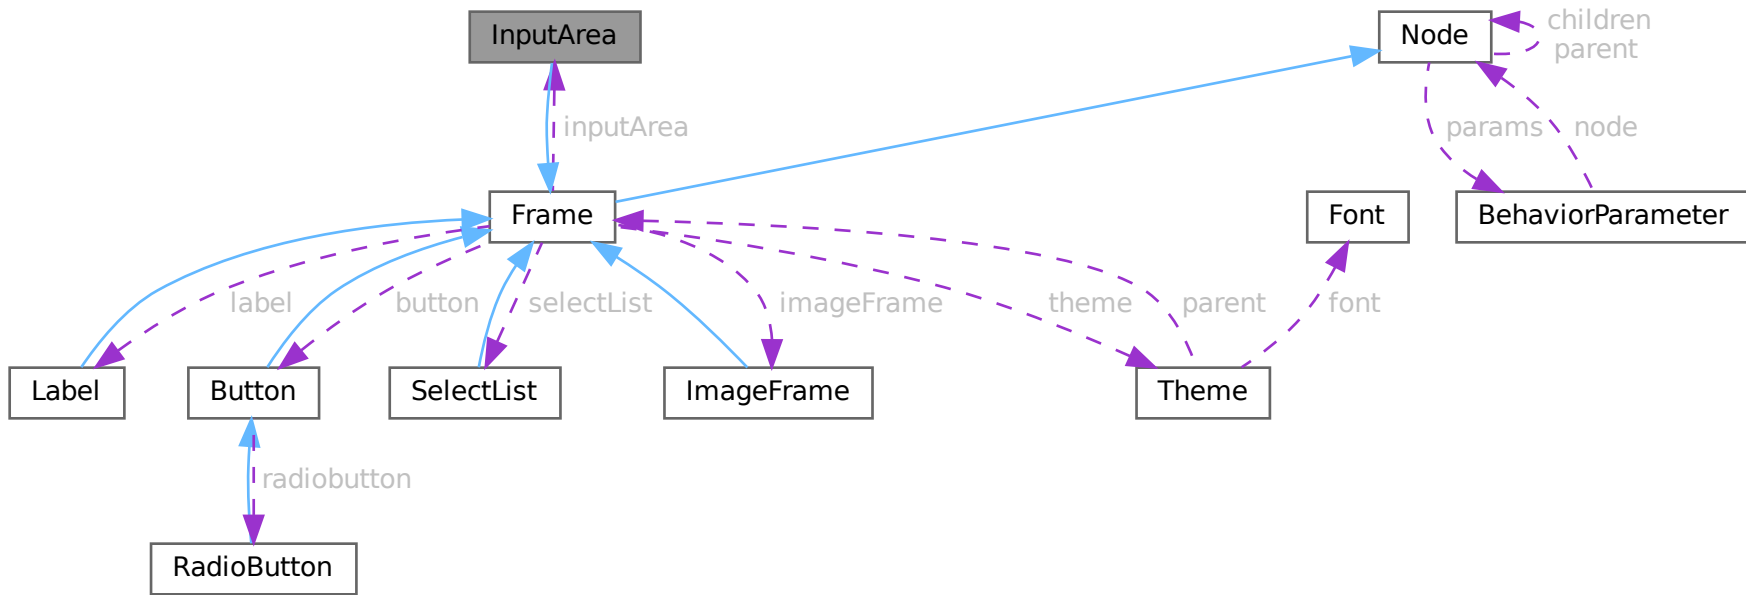 InputArea
Node
children
parent
inputArea
params
node
Frame
Font
BehaviorParameter
label
button
selectList
imageFrame
theme
parent
font
Label
Button
SelectList
ImageFrame
Theme
radiobutton
RadioButton